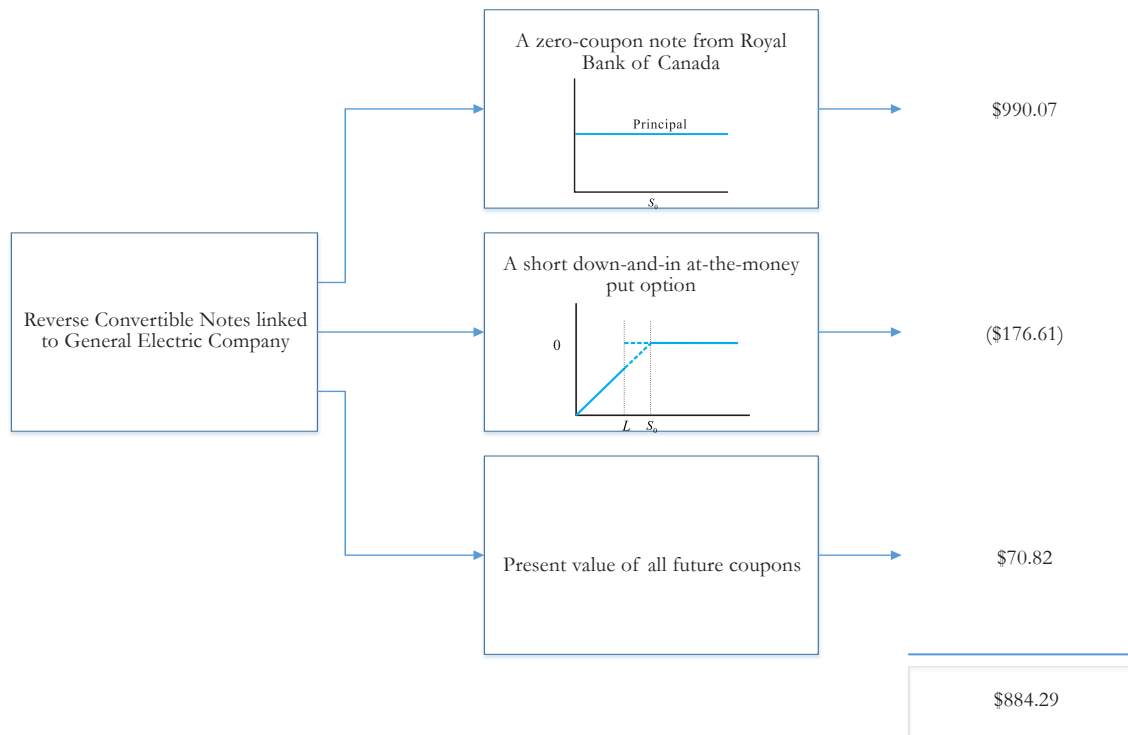 A zero-coupon note from Royal
Bank of Canada
Principal
S₀
$990.07
Reverse Convertible Notes linked
to General Electric Company
A short down-and-in at-the-money
put option
0
L S₀
($176.61)
Present value of all future coupons
$70.82
$884.29